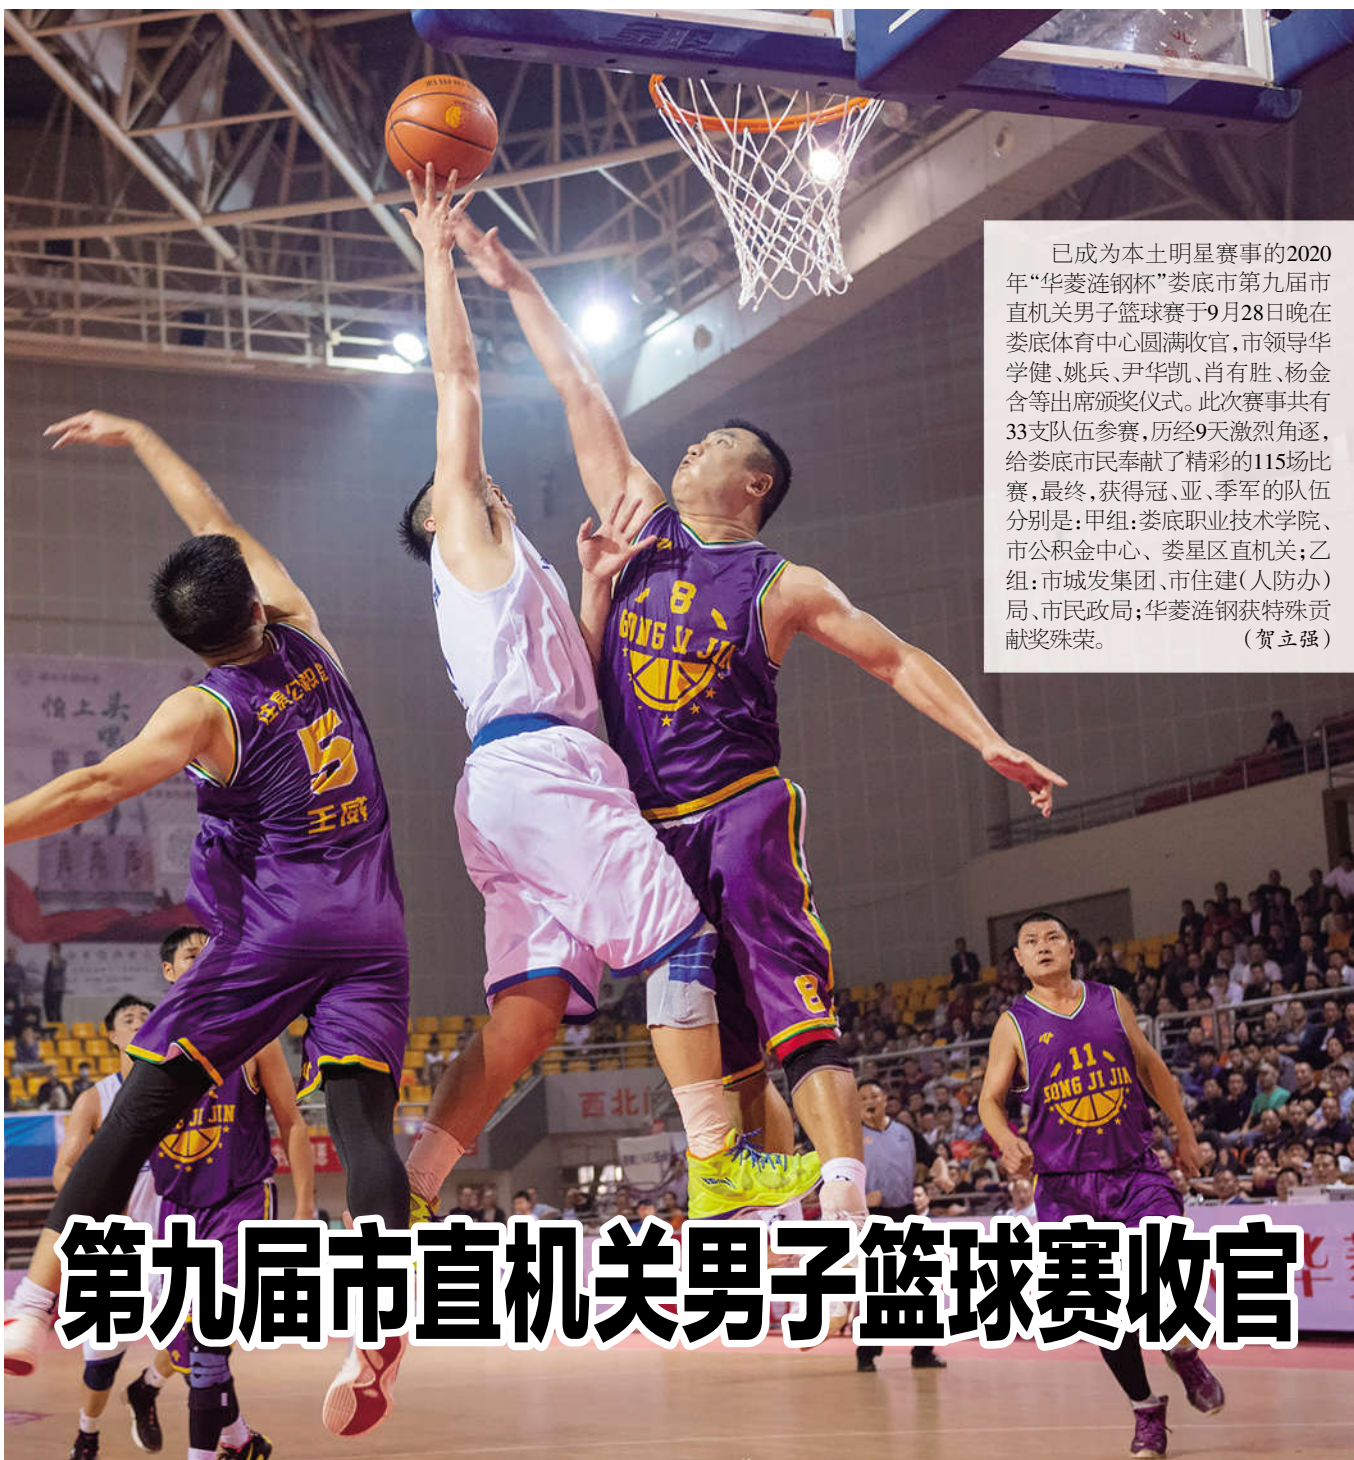 已成为本土明星赛事的2020
年“华菱涟钢杯”娄底市第九届市
直机关男子篮球赛于9月28日晚在
娄底体育中心圆满收官,市领导华
学健、姚兵、尹华凯、肖有胜、杨金
含等出席颁奖仪式。此次赛事共有
33支队伍参赛,历经9天激烈角逐,
给娄底市民奉献了精彩的115场比
赛,最终,获得冠、亚、季军的队伍
分别是:甲组:娄底职业技术学院、
市公积金中心、娄星区直机关;乙
组:市城发集团、市住建(人防办)
局、市民政局;华菱涟钢获特殊贡
献奖殊荣。 (贺立强)
8
GONG JI JIN
5
王威
8
11
GONG JI JIN
JI JIN
西北
华
第九届市直机关男子篮球赛收官